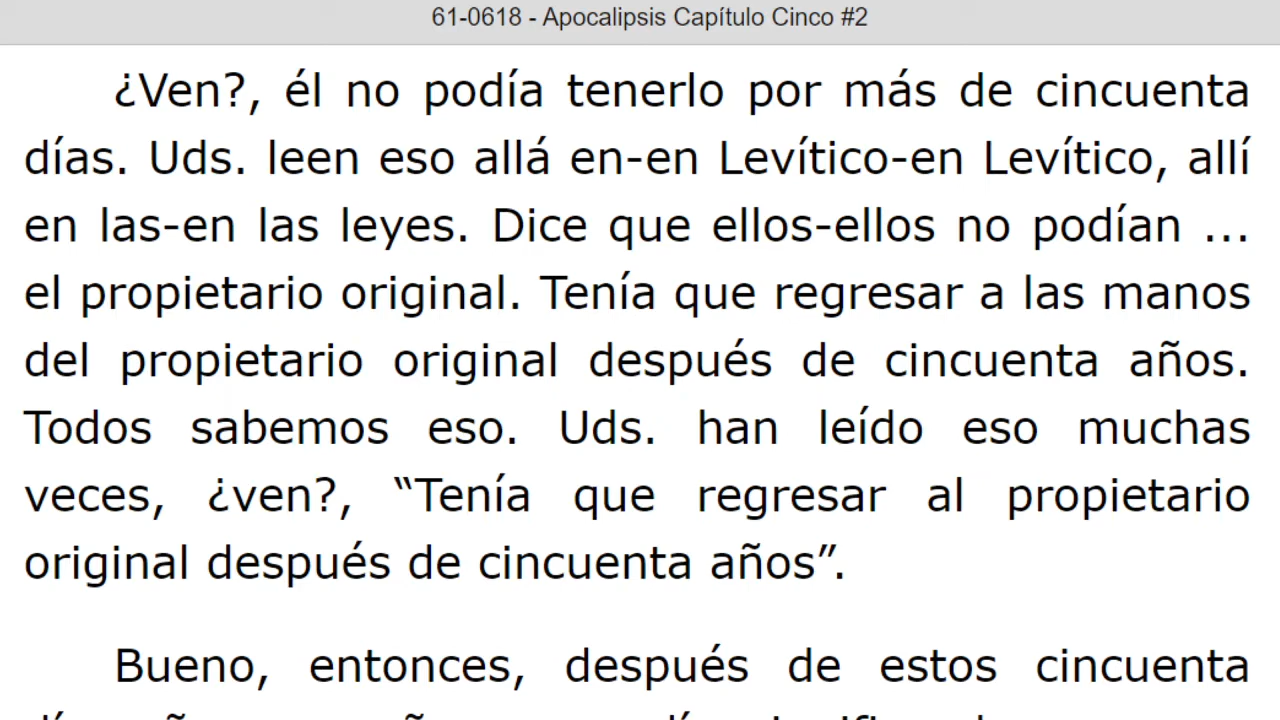 61-0618 - Apocalipsis Capítulo Cinco #2
¿Ven?, él no podía tenerlo por más de cincuenta
días. Uds. leen eso allá en-en Levítico-en Levítico, allí
en las-en las leyes. Dice que ellos-ellos no podían ...
el propietario original. Tenía que regresar a las manos
del propietario original después de cincuenta años.
Todos sabemos eso. Uds. han leído eso muchas
veces, ¿ven?, “Tenía que regresar al propietario
original después de cincuenta años”.
Bueno, entonces, después de estos cincuenta